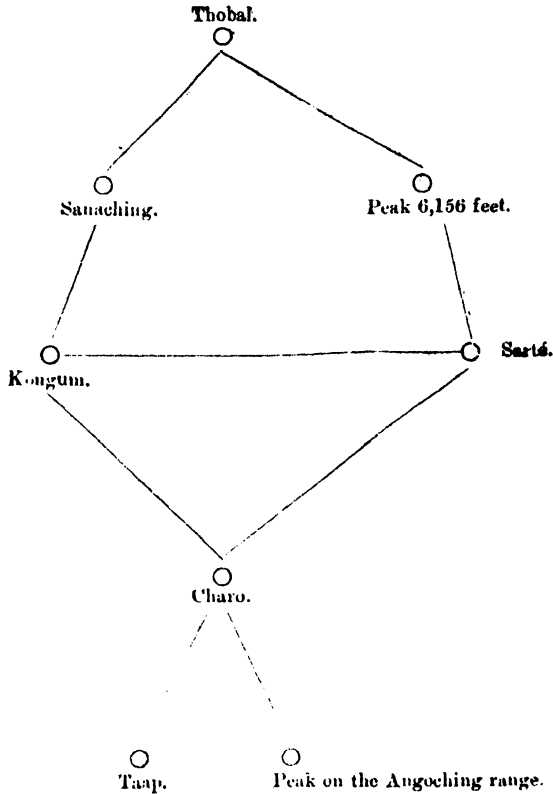 Thobal.
Sanaching.
Peak 6,156 feet.
Kongum.
Sarté.
Charo.
Taap.
Peak on the Angoching range.